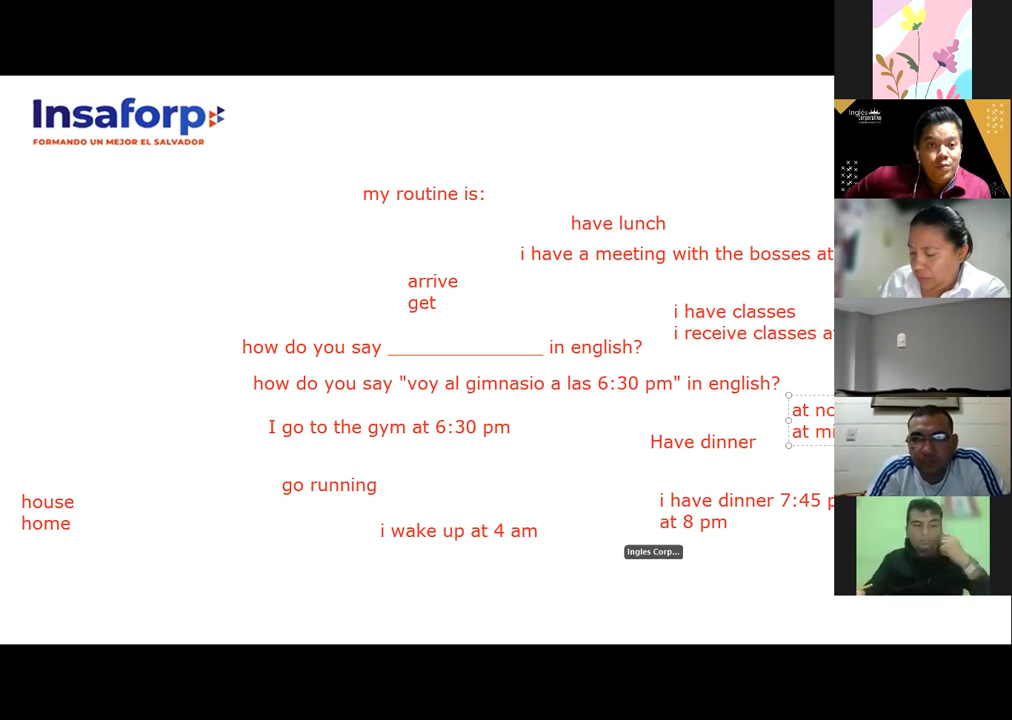 Insaforp
FORMANDO UN MEJOR EL SALVADOR
Inglés
corporativo
my routine is:
have lunch
i have a meeting with the bosses at
arrive
get
i have classes
i receive classes
how do you say ________________ in english?
how do you say "voy al gimnasio a las 6:30 pm" in english?
at
at
I go to the gym at 6:30 pm
Have dinner
go running
house
home
i have dinner 7:45
at 8 pm
i wake up at 4 am
Ingles Corp...